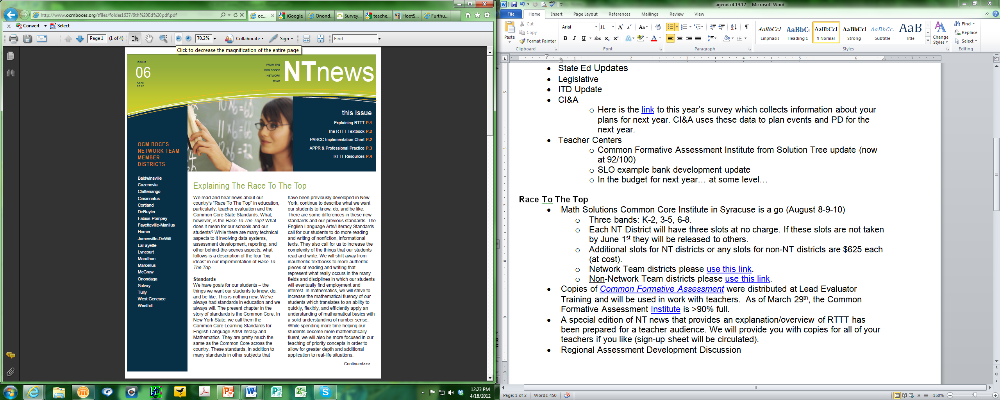 http://www.ocmboces.org/tfiles/folder1637/6th%20Ed%20pdf.pdf
oc...
iGoogle
Onond...
Survey...
teache...
HootS...
Furthu...
Convert
Select
Page 1
(1 of 4)
70.2%
Collaborate
Sign
Find
Click to decrease the magnification of the entire page
ISSUE
06
April
2012
FROM THE
OCM BOCES
NETWORK
TEAM
NTnews
this issue
Explaining RTTT P.1
The RTTT Textbook P.2
PARCC Implementation Chart P.2
APPR & Professional Practice P.3
RTTT Resources P.4
OCM BOCES
NETWORK TEAM
MEMBER
DISTRICTS
Baldwinsville
Cazenovia
Chittenango
Cincinnatus
Cortland
DeRuyter
Fabius-Pompey
Fayetteville-Manlius
Homer
Jamesville-DeWitt
LaFayette
Lyncourt
Marathon
Marcellus
McGraw
Onondaga
Solvay
Tully
West Genesee
Westhill
Explaining The Race To The Top
We read and hear news about our
country's “Race To The Top” in education,
particularly, teacher evaluation and the
Common Core State Standards. What,
however, is the Race To The Top? What
does it mean for our schools and our
students? While there are many technical
aspects to it involving data systems,
assessment development, reporting, and
other behind-the-scenes aspects, what
follows is a description of the four “big
ideas” in our implementation of Race To
The Top.
Standards
We have goals for our students – the
things we want our students to know, do,
and be like. This is nothing new. We've
always had standards in education and we
always will. The present chapter in the
story of standards is the Common Core. In
New York State, we call them the
Common Core Learning Standards for
English Language Arts/Literacy and
Mathematics. They are pretty much the
same as the Common Core across the
country. These standards, in addition to
many standards in other subjects that
have been previously developed in New
York, continue to describe what we want
our students to know, do, and be like.
There are some differences in these new
standards and our previous standards. The
English Language Arts/Literacy Standards
call for our students to do more reading
and writing of nonfiction, informational
texts. They also call for us to increase the
complexity of the things that our students
read and write. We will shift away from
inauthentic textbooks to more authentic
pieces of reading and writing that
represent what really occurs in the many
fields and disciplines in which our students
will eventually find employment and
interest. In mathematics, we will strive to
increase the mathematical fluency of our
students which translates to an ability to
quickly, flexibly, and efficiently apply an
understanding of mathematical basics with
a solid understanding of number sense.
While spending more time helping our
students become more mathematically
fluent, we will also be more focused in our
teaching of priority concepts in order to
allow for greater depth and additional
application to real-life situations.
Continued>>>
12:23 PM
4/18/2012
agenda 4.19.12 - Microsoft Word
File
Home
Insert
Page Layout
References
Mailings
Review
View
Paste
Cut
Copy
Format Painter
Clipboard
Arial
11
Font
Paragraph
AaBbCcL
Emphasis
AaBbC
Heading 1
AaBbCcI
¶ Normal
AaBbCcl
Strong
AaBbCc.
Subtitle
AaB
Title
Change
Styles
Styles
Find
Replace
Select
Editing
• State Ed Updates
• Legislative
• ITD Update
• CI&A
o Here is the link to this year’s survey which collects information about your
plans for next year. CI&A uses these data to plan events and PD for the
next year.
• Teacher Centers
o Common Formative Assessment Institute from Solution Tree update (now
at 92/100)
o SLO example bank development update
o In the budget for next year… at some level…
Race To The Top
• Math Solutions Common Core Institute in Syracuse is a go (August 8-9-10)
o Three bands: K-2, 3-5, 6-8.
o Each NT District will have three slots at no charge. If these slots are not taken
by June 1st they will be released to others.
o Additional slots for NT districts or any slots for non-NT districts are $625 each
(at cost).
o Network Team districts please use this link.
o Non-Network Team districts please use this link.
• Copies of Common Formative Assessment were distributed at Lead Evaluator
Training and will be used in work with teachers. As of March 29th, the Common
Formative Assessment Institute is >90% full.
• A special edition of NT news that provides an explanation/overview of RTTT has
been prepared for a teacher audience. We will provide you with copies for all of your
teachers if you like (sign-up sheet will be circulated).
• Regional Assessment Development Discussion
Page: 1 of 2
Words: 450
150%